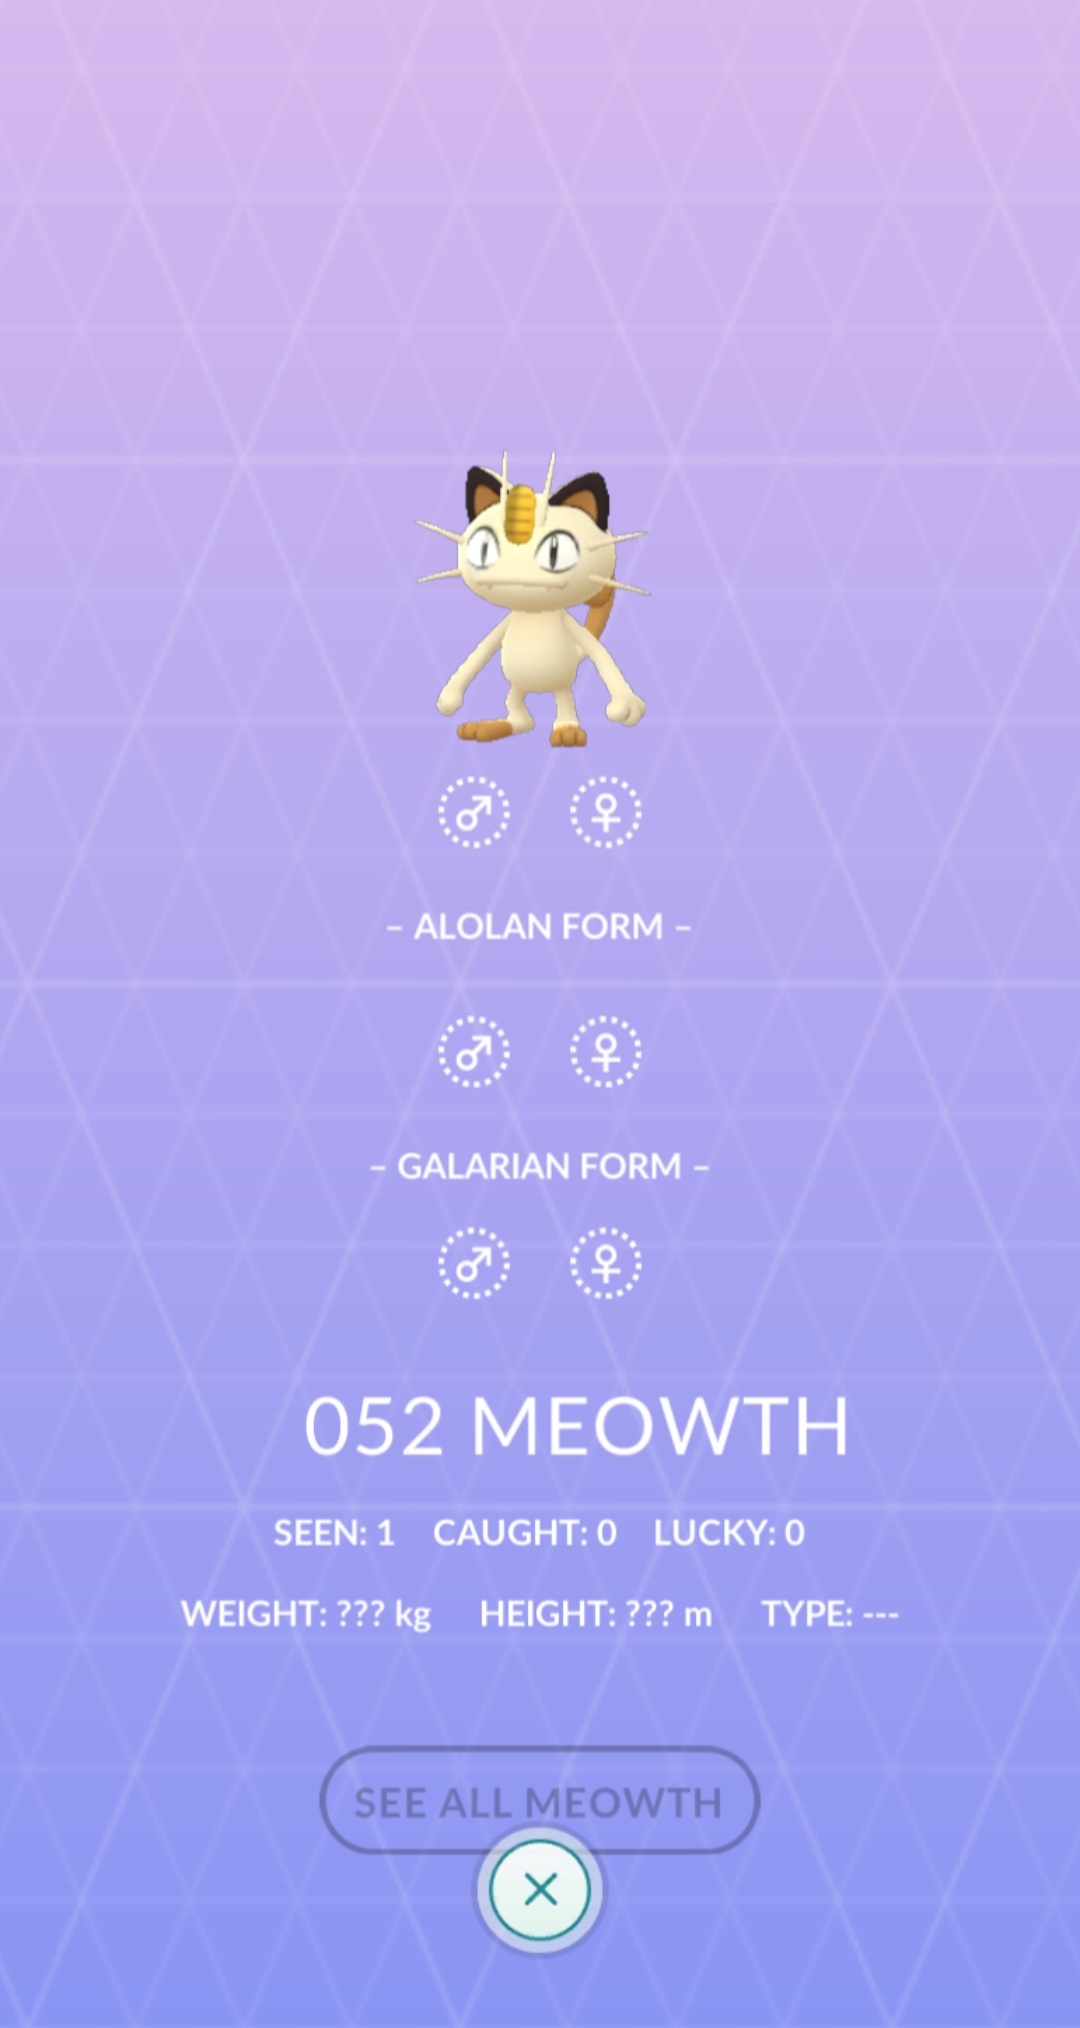 – ALOLAN FORM –
– GALARIAN FORM –
052 MEOWTH
SEEN: 1 CAUGHT: 0 LUCKY: 0
WEIGHT: ??? kg HEIGHT: ??? m TYPE: ---
SEE ALL MEOWTH